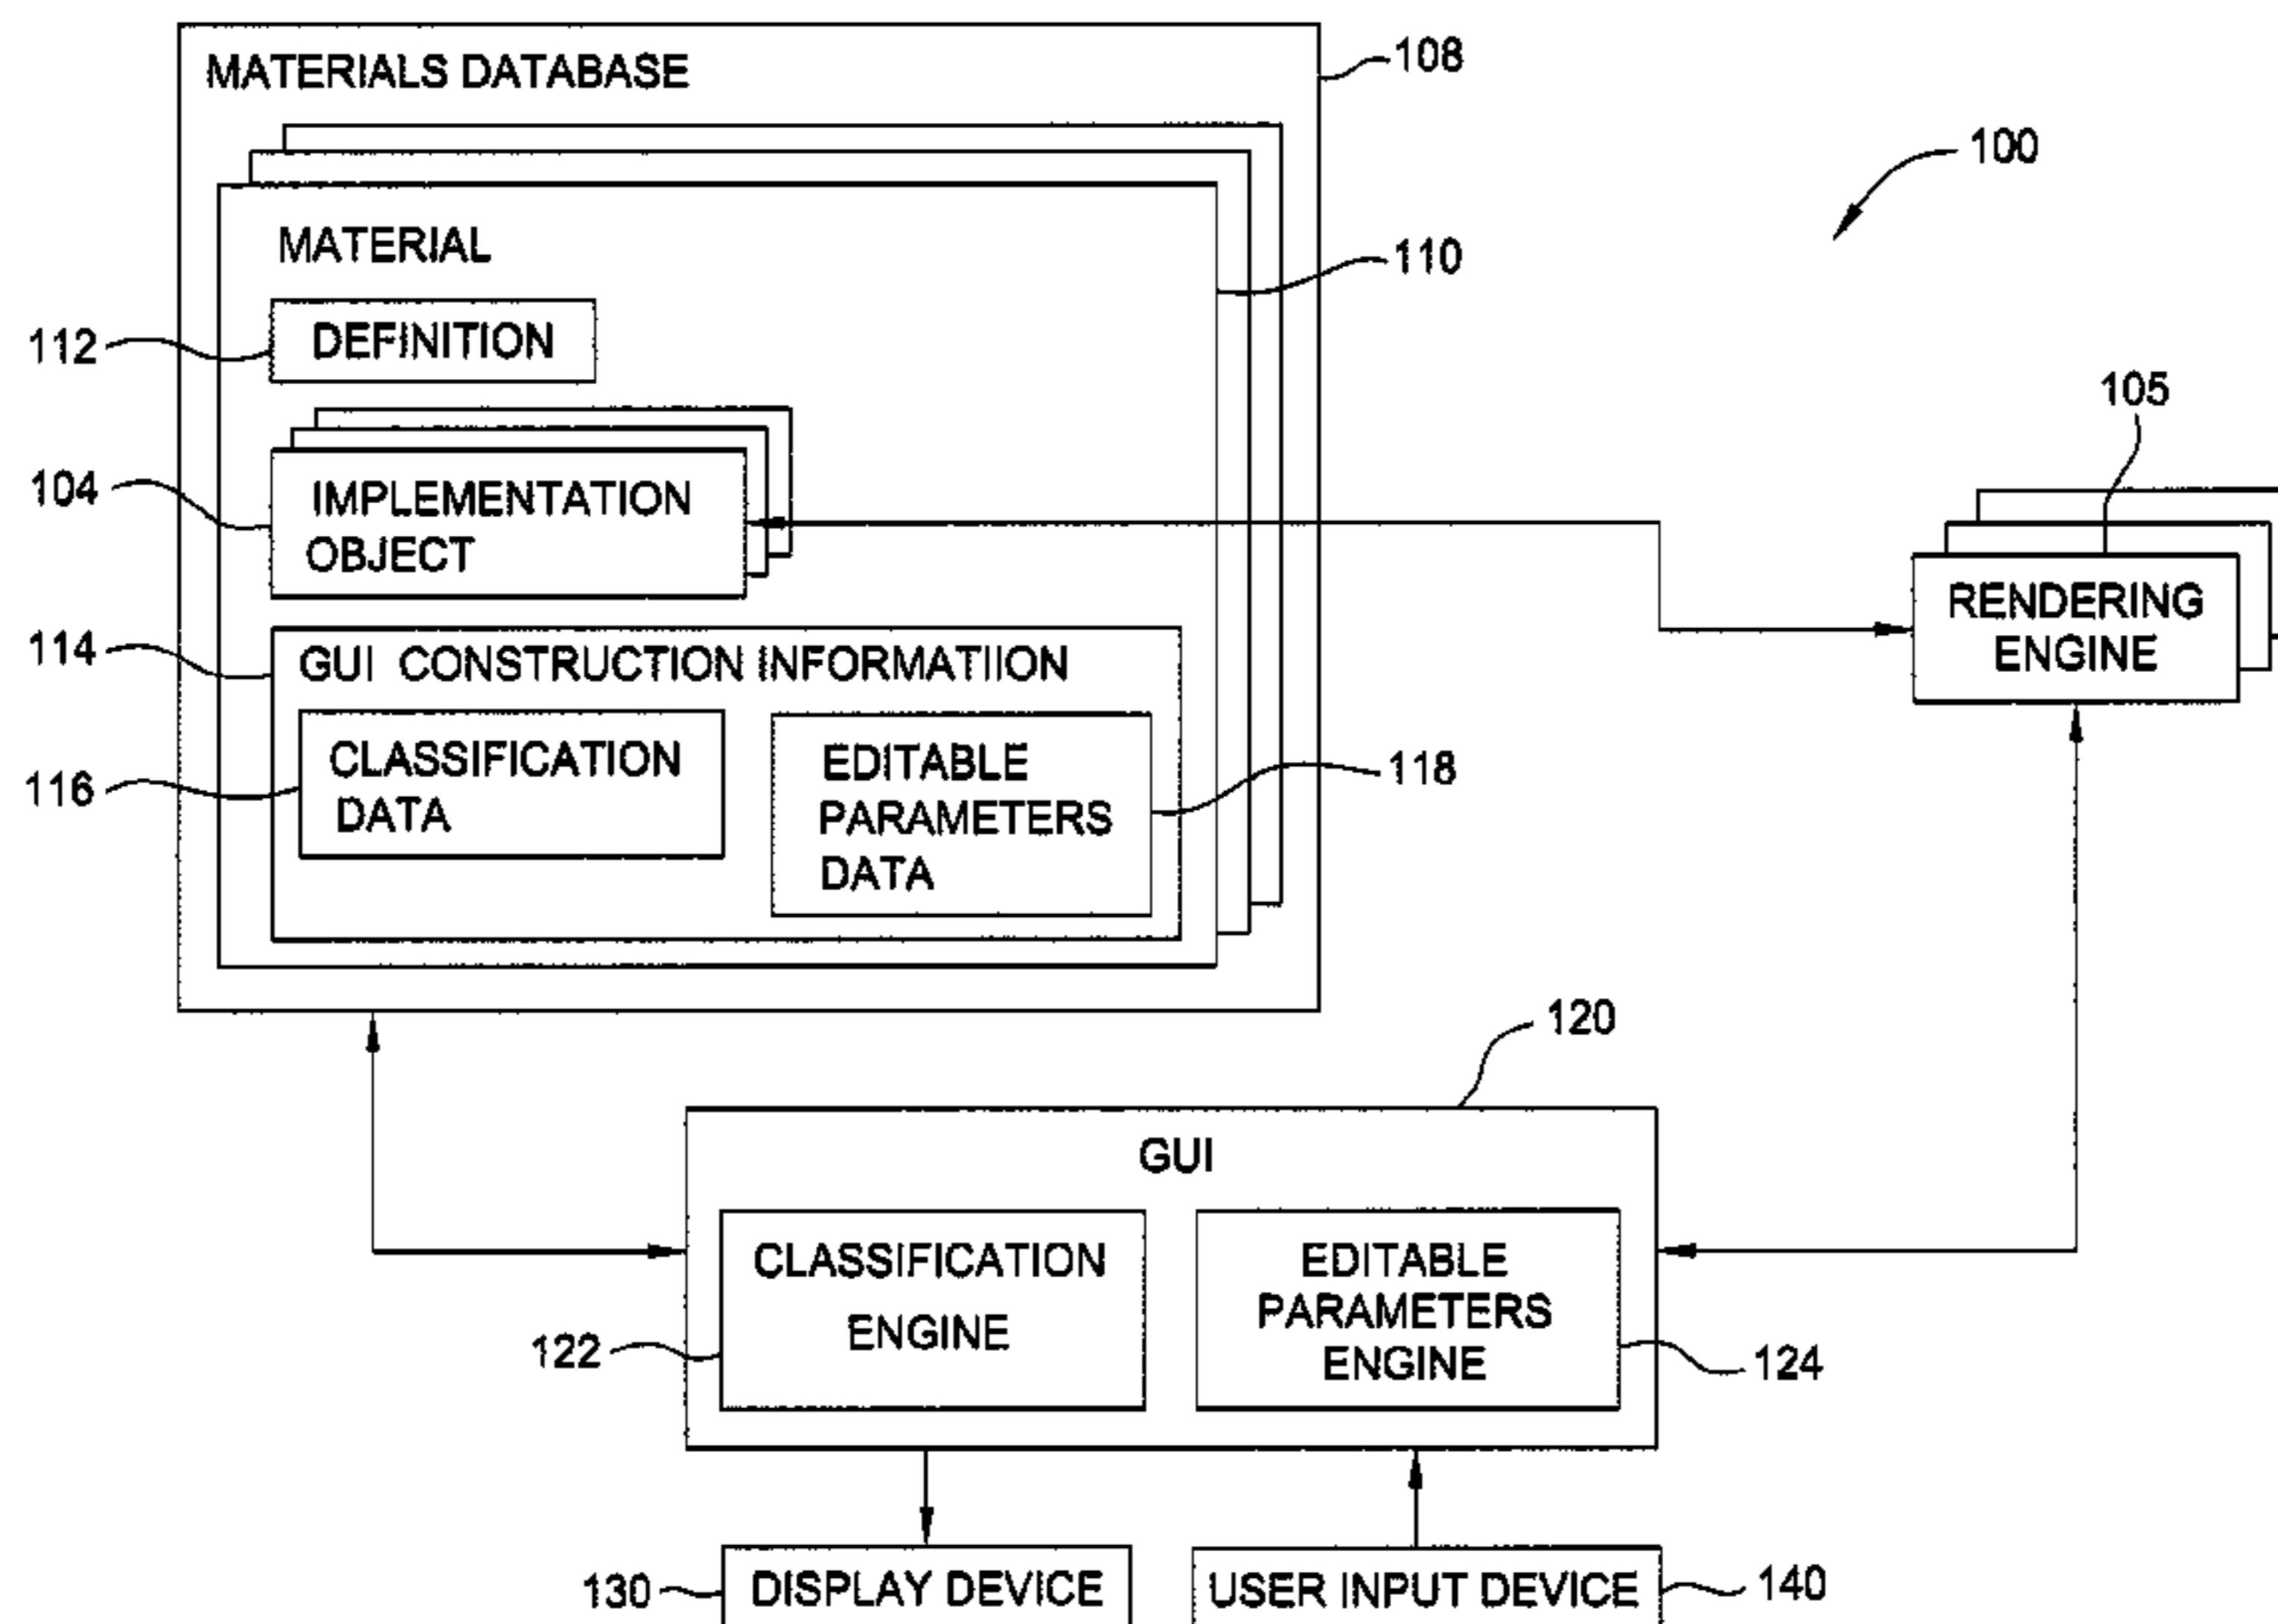 MATERIALS DATABASE
108
100
MATERIAL
110
112
DEFINITION
105
104
IMPLEMENTATION
OBJECT
RENDERING
ENGINE
114
GUI CONSTRUCTION INFORMATIION
116
CLASSIFICATION
DATA
EDITABLE
PARAMETERS
DATA
118
120
GUI
CLASSIFICATION
ENGINE
122
EDITABLE
PARAMETERS
ENGINE
124
130
DISPLAY DEVICE
USER INPUT DEVICE
140